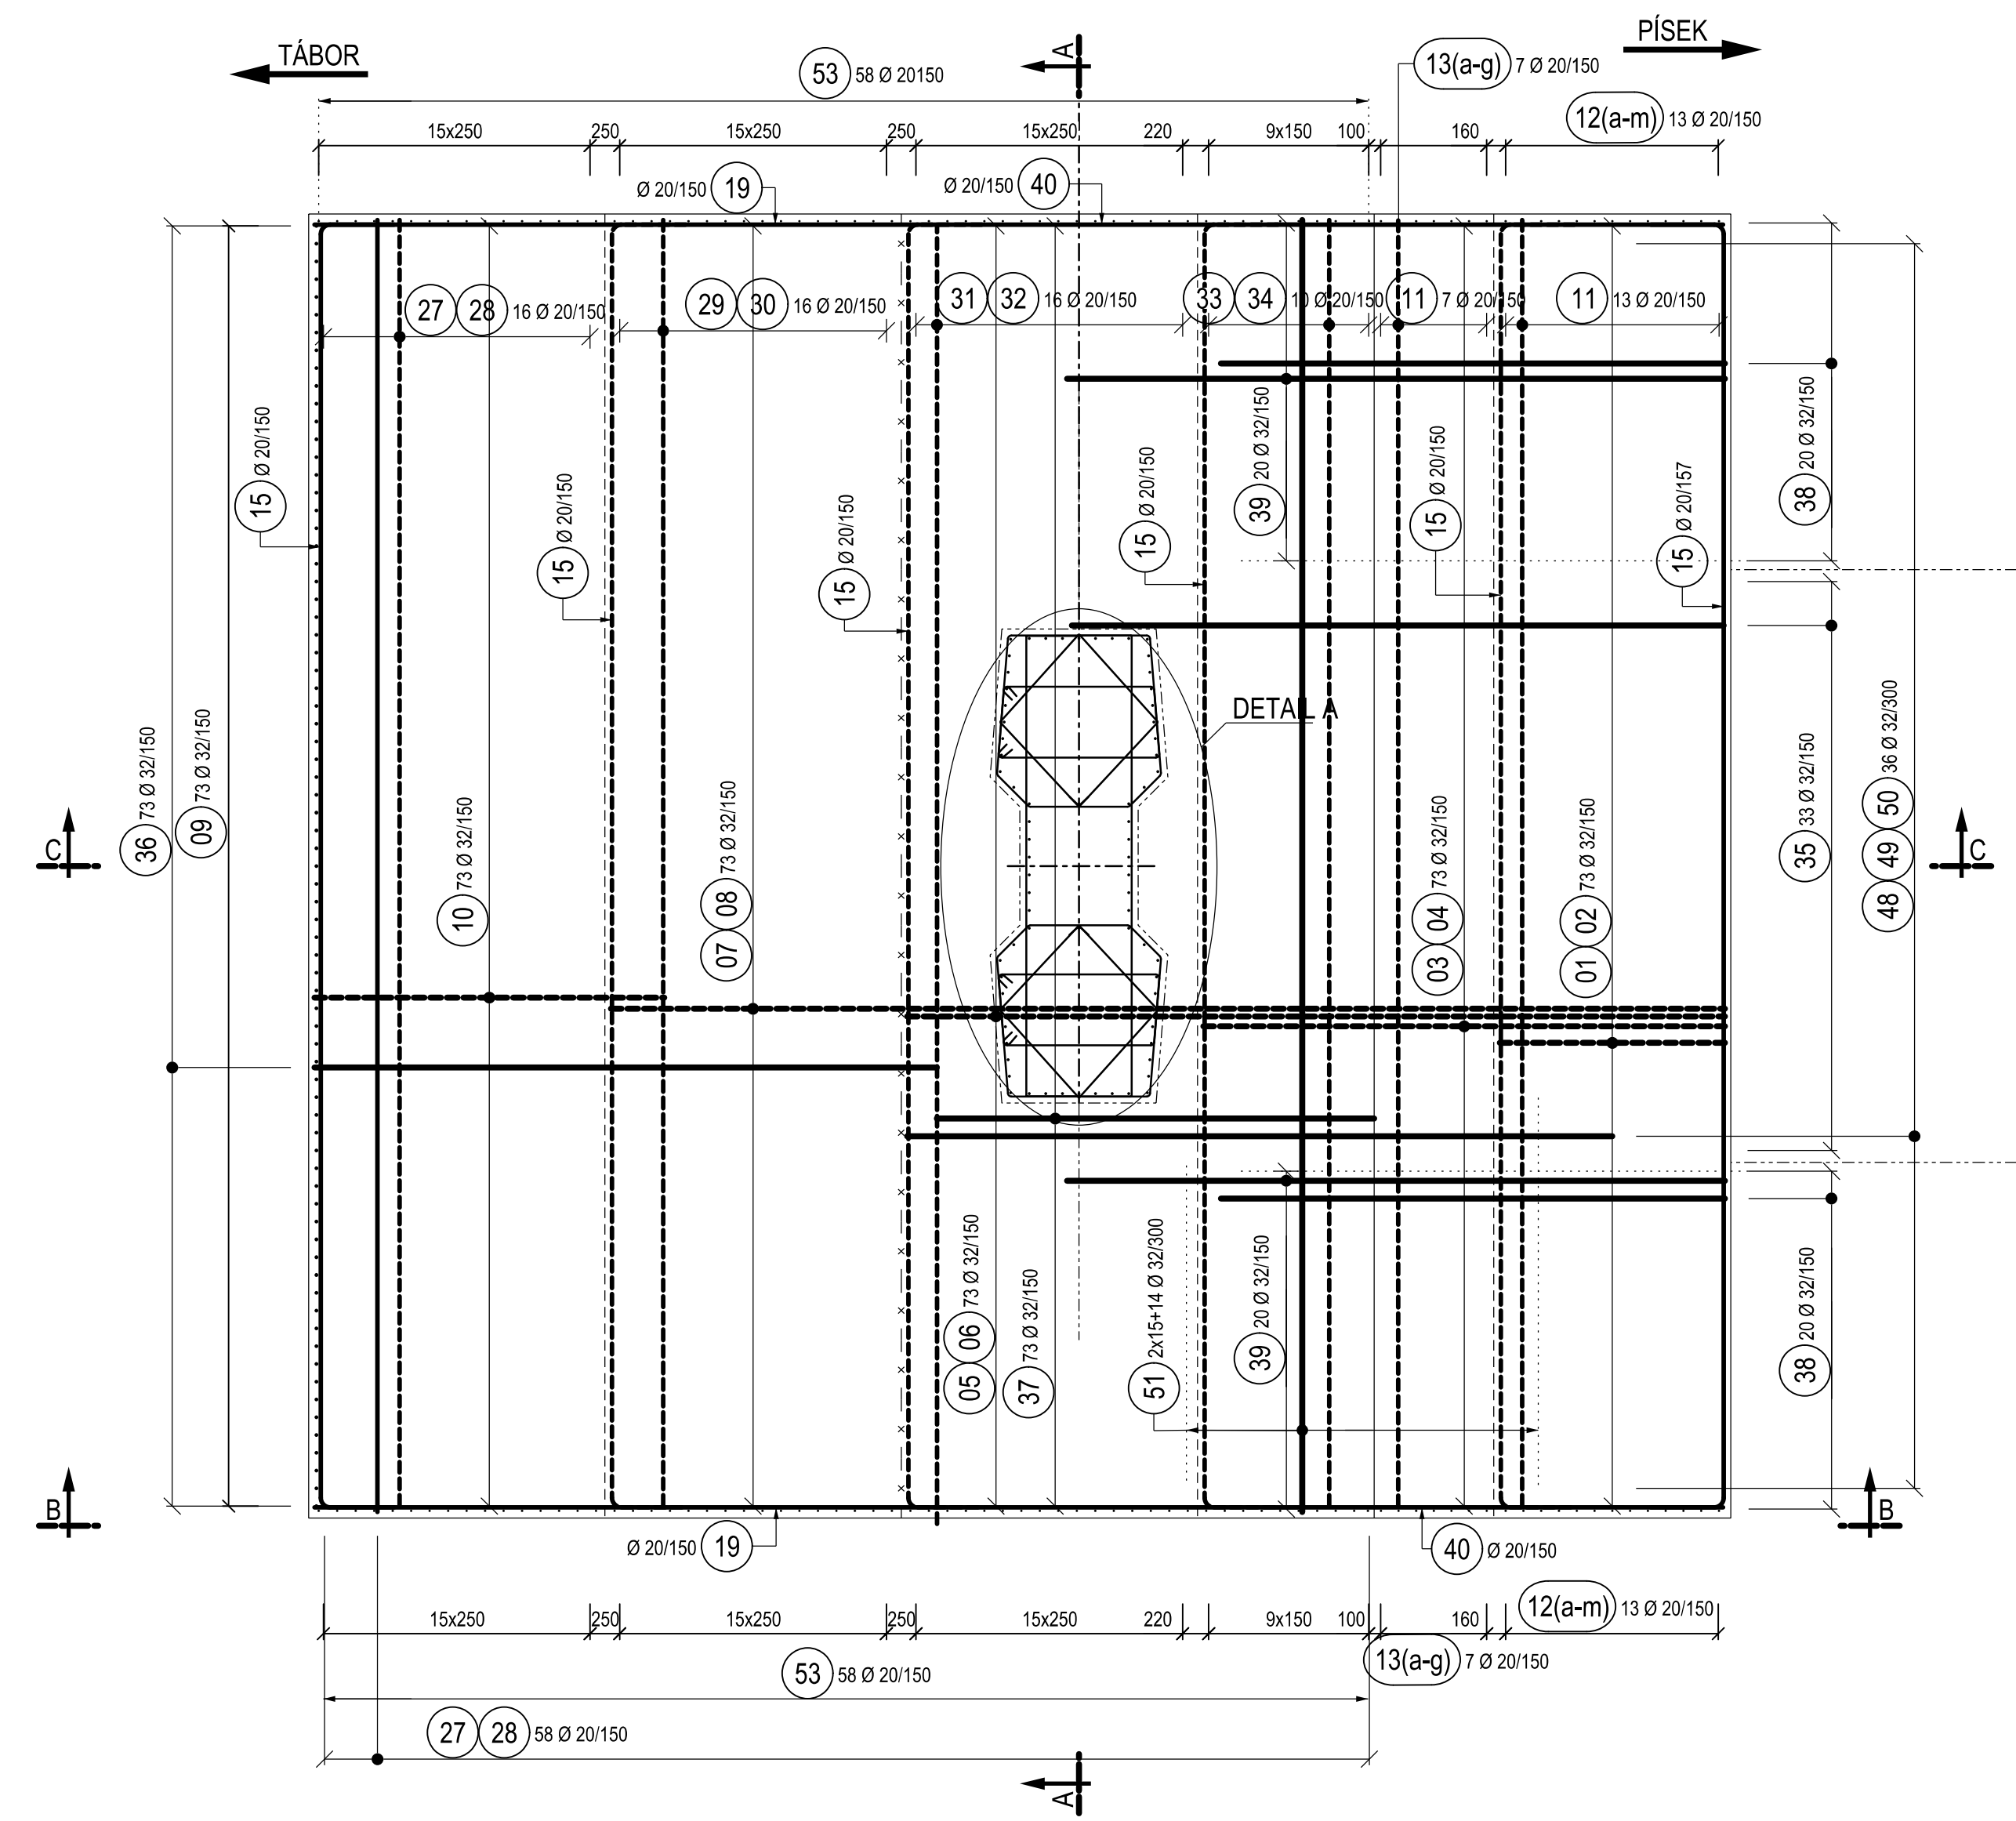 TÁBOR
PÍSEK
A
53 58 Ø 20150
13(a-g) 7 Ø 20/150
12(a-m) 13 Ø 20/150
15x250 250 15x250 250 15x250 220 9x150 100 160
Ø 20/150 19
Ø 20/150 40
27 28 16 Ø 20/150
29 30 16 Ø 20/150
31 32 16 Ø 20/150
33 34 10 Ø 20/150
11 7 Ø 20/150
11 13 Ø 20/150
15 Ø 20/150
15 Ø 20/150
15 Ø 20/150
15 Ø 20/150
39 20 Ø 32/150
15 Ø 20/150
15 Ø 20/157
38 20 Ø 32/150
DETAIL A
36 73 Ø 32/150
09 73 Ø 32/150
10 73 Ø 32/150
07 08 73 Ø 32/150
03 04 73 Ø 32/150
01 02 73 Ø 32/150
35 33 Ø 32/150
48 49 50 36 Ø 32/300
C
C
05 06 73 Ø 32/150
37 73 Ø 32/150
51 2x15+14 Ø 32/300
39 20 Ø 32/150
38 20 Ø 32/150
B
B
Ø 20/150 19
40 Ø 20/150
12(a-m) 13 Ø 20/150
15x250 250 15x250 250 15x250 220 9x150 100 160
13(a-g) 7 Ø 20/150
53 58 Ø 20/150
27 28 58 Ø 20/150
A